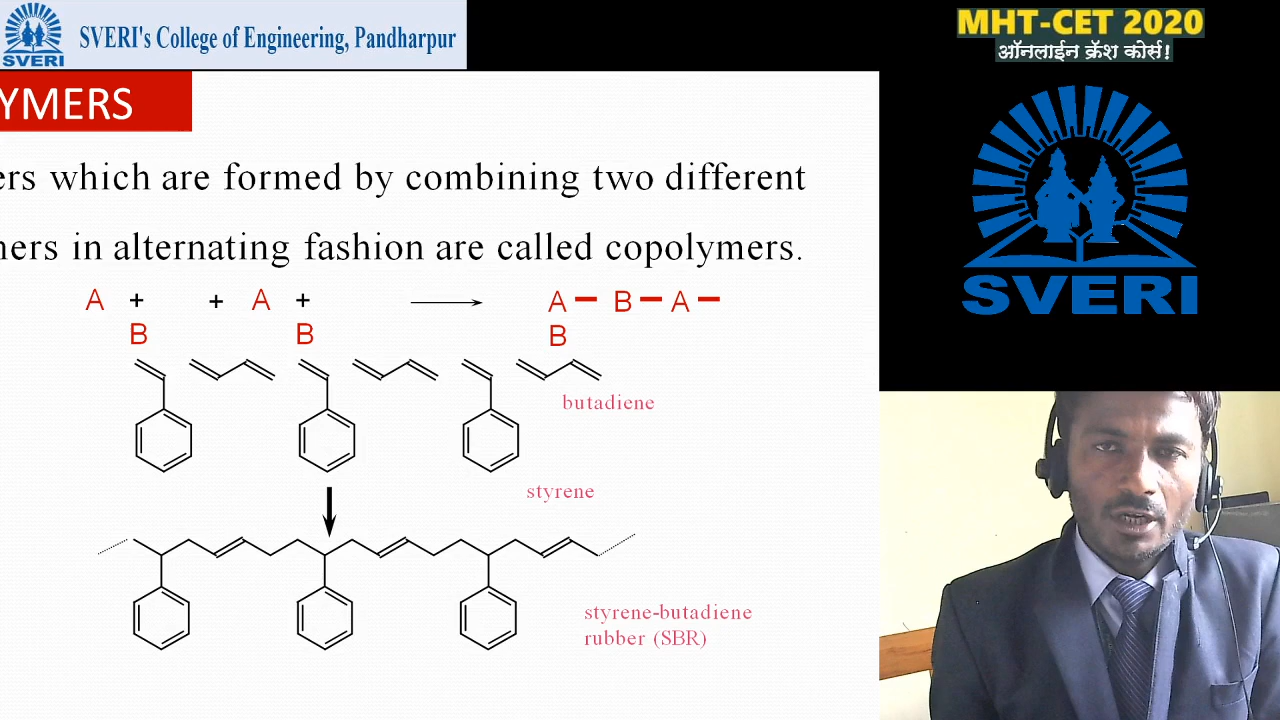 SVERI's College of Engineering, Pandharpur
SVERI
MHT-CET 2020
ऑनलाईन क्रॅश कोर्स!
YMERS
ers which are formed by combining two different
ners in alternating fashion are called copolymers.
A + + A + A B A
B B B
butadiene
styrene
styrene-butadiene
rubber (SBR)
SVERI